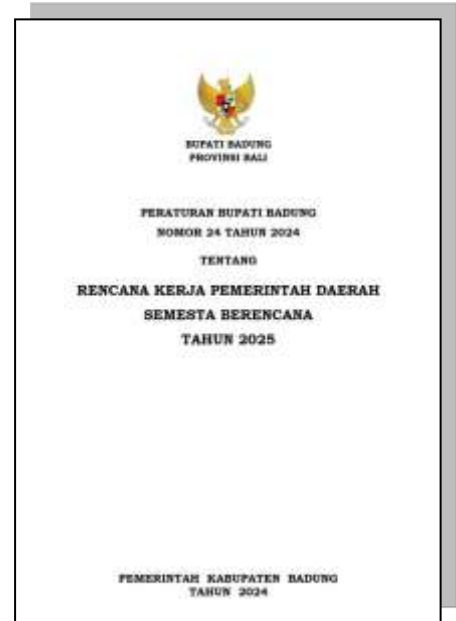 BUPATI BADUNG
PROVINSI BALI
PERATURAN BUPATI BADUNG
NOMOR 24 TAHUN 2024
TENTANG
RENCANA KERJA PEMERINTAH DAERAH
SEMESTA BERENCANA
TAHUN 2025
PEMERINTAH KABUPATEN BADUNG
TAHUN 2024